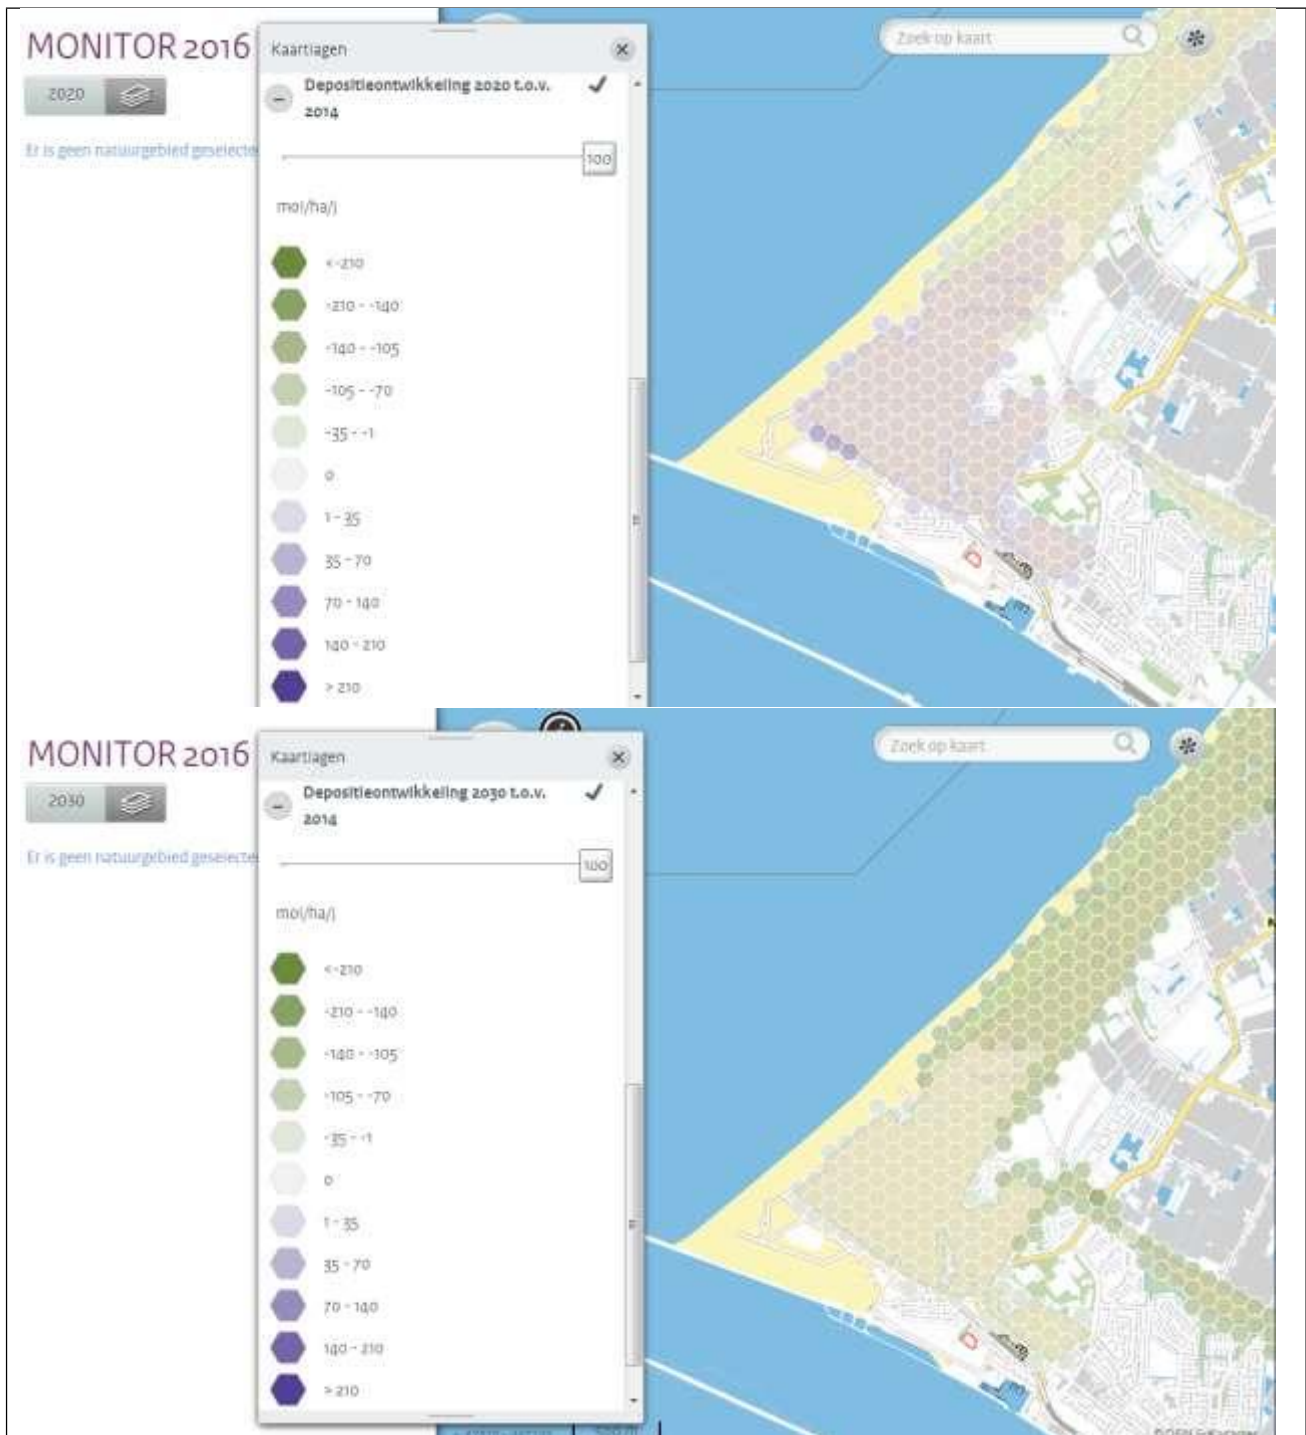 MONITOR 2016
2020
Er is geen natuurgebied geselecte
Kaartlagen
Depositieontwikkeling 2020 t.o.v.
2014
100
mol/ha/j
< -210
-210 - -140
-140 - -105
-105 - -70
-35 - -1
0
1 - 35
35 - 70
70 - 140
140 - 210
> 210
Zoek op kaart
MONITOR 2016
2030
Er is geen natuurgebied geselecte
Kaartlagen
Depositieontwikkeling 2030 t.o.v.
2014
100
mol/ha/j
< -210
-210 - -140
-140 - -105
-105 - -70
-35 - -1
0
1 - 35
35 - 70
70 - 140
140 - 210
> 210
Zoek op kaart